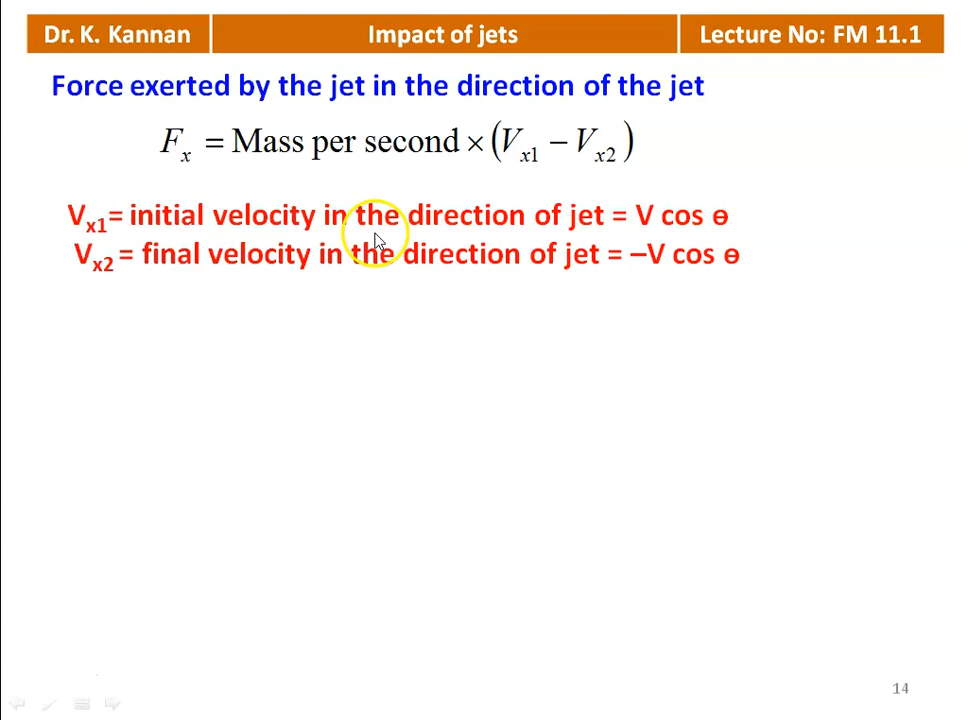 Dr. K. Kannan Impact of jets Lecture No: FM 11.1
Force exerted by the jet in the direction of the jet
Fx = Mass per second × (Vx1 − Vx2)
Vx1= initial velocity in the direction of jet = V cos ɵ
Vx2 = final velocity in the direction of jet = –V cos ɵ
14